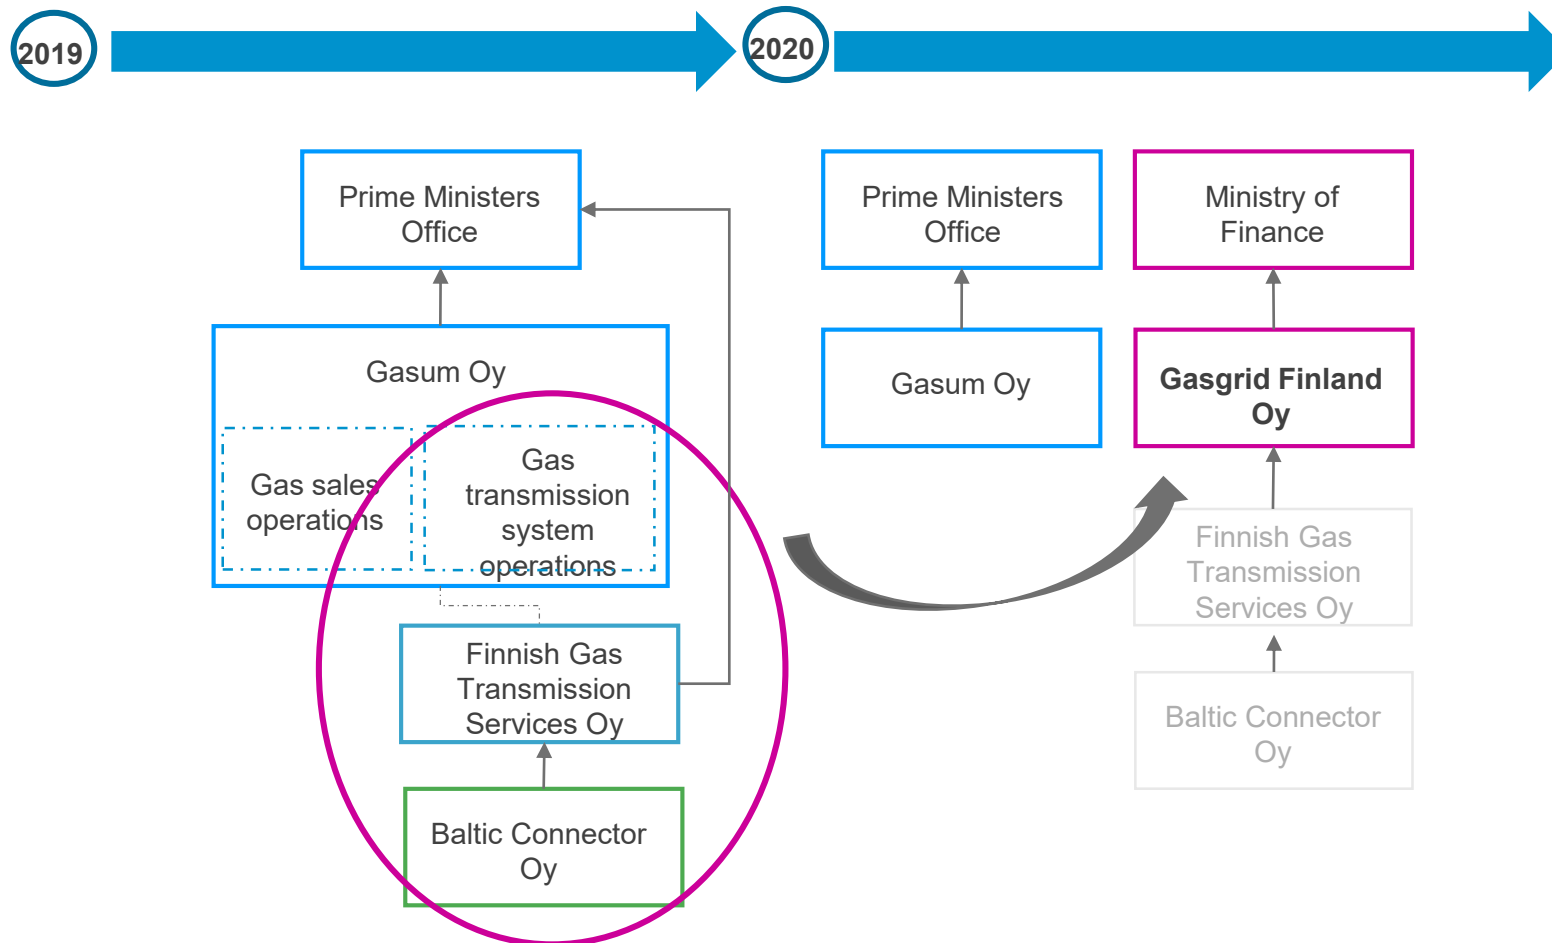 2019
2020
Prime Ministers
Office
Gasum Oy
Gas sales
operations
Gas
transmission
system
operations
Finnish Gas
Transmission
Services Oy
Baltic Connector
Oy
Prime Ministers
Office
Gasum Oy
Ministry of
Finance
Gasgrid Finland
Oy
Finnish Gas
Transmission
Services Oy
Baltic Connector
Oy